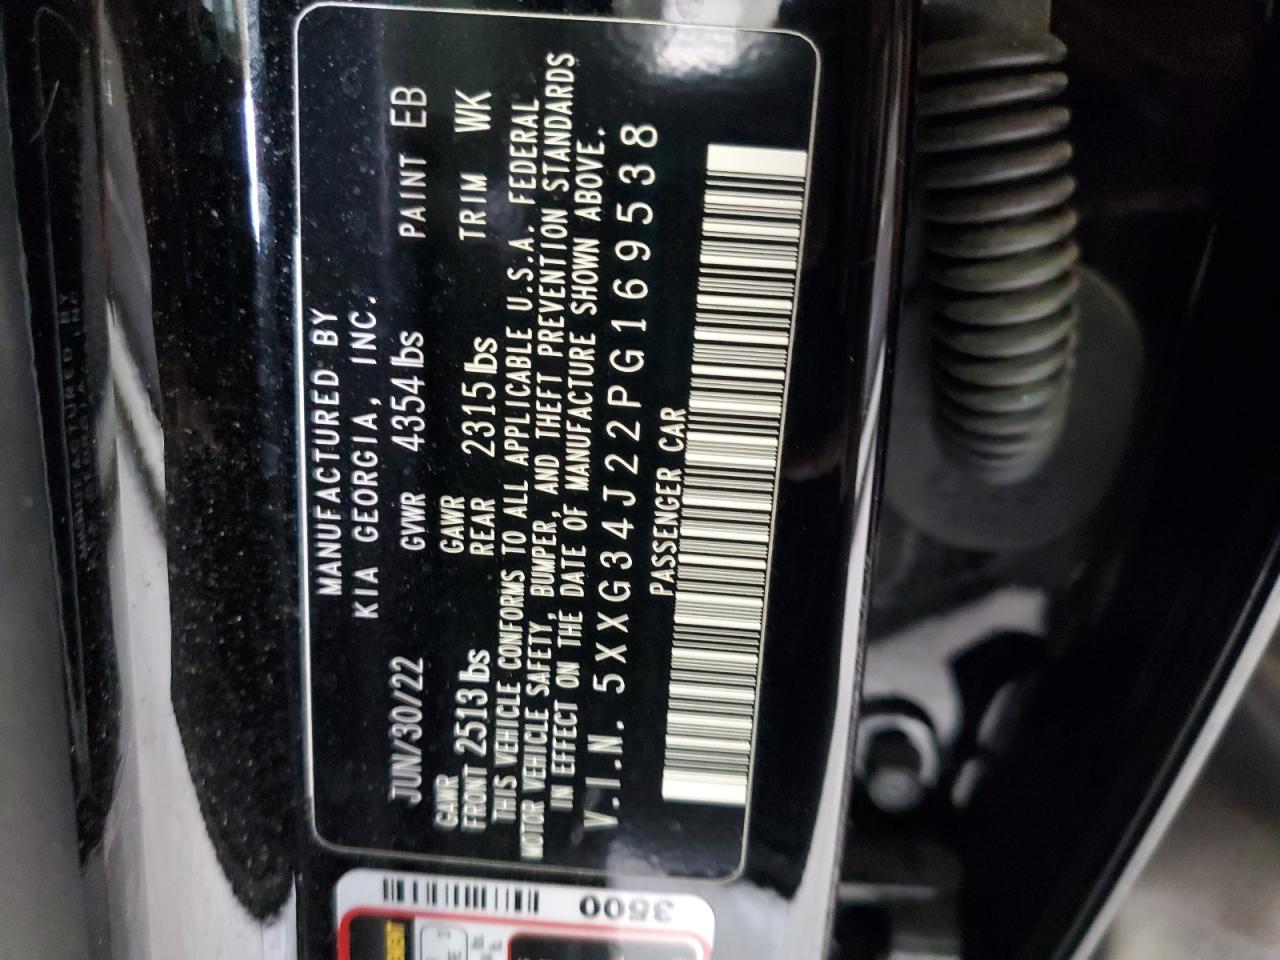 MANUFACTURED BY
KIA GEORGIA, INC.
JUN/30/22 GVWR 4354 lbs PAINT EB
GAWR GAWR
FRONT 2513 lbs REAR 2315 lbs TRIM WK
THIS VEHICLE CONFORMS TO ALL APPLICABLE U.S.A. FEDERAL
MOTOR VEHICLE SAFETY, BUMPER, AND THEFT PREVENTION STANDARDS
IN EFFECT ON THE DATE OF MANUFACTURE SHOWN ABOVE.
V.I.N. 5XXG34J22PG169538
PASSENGER CAR
3500